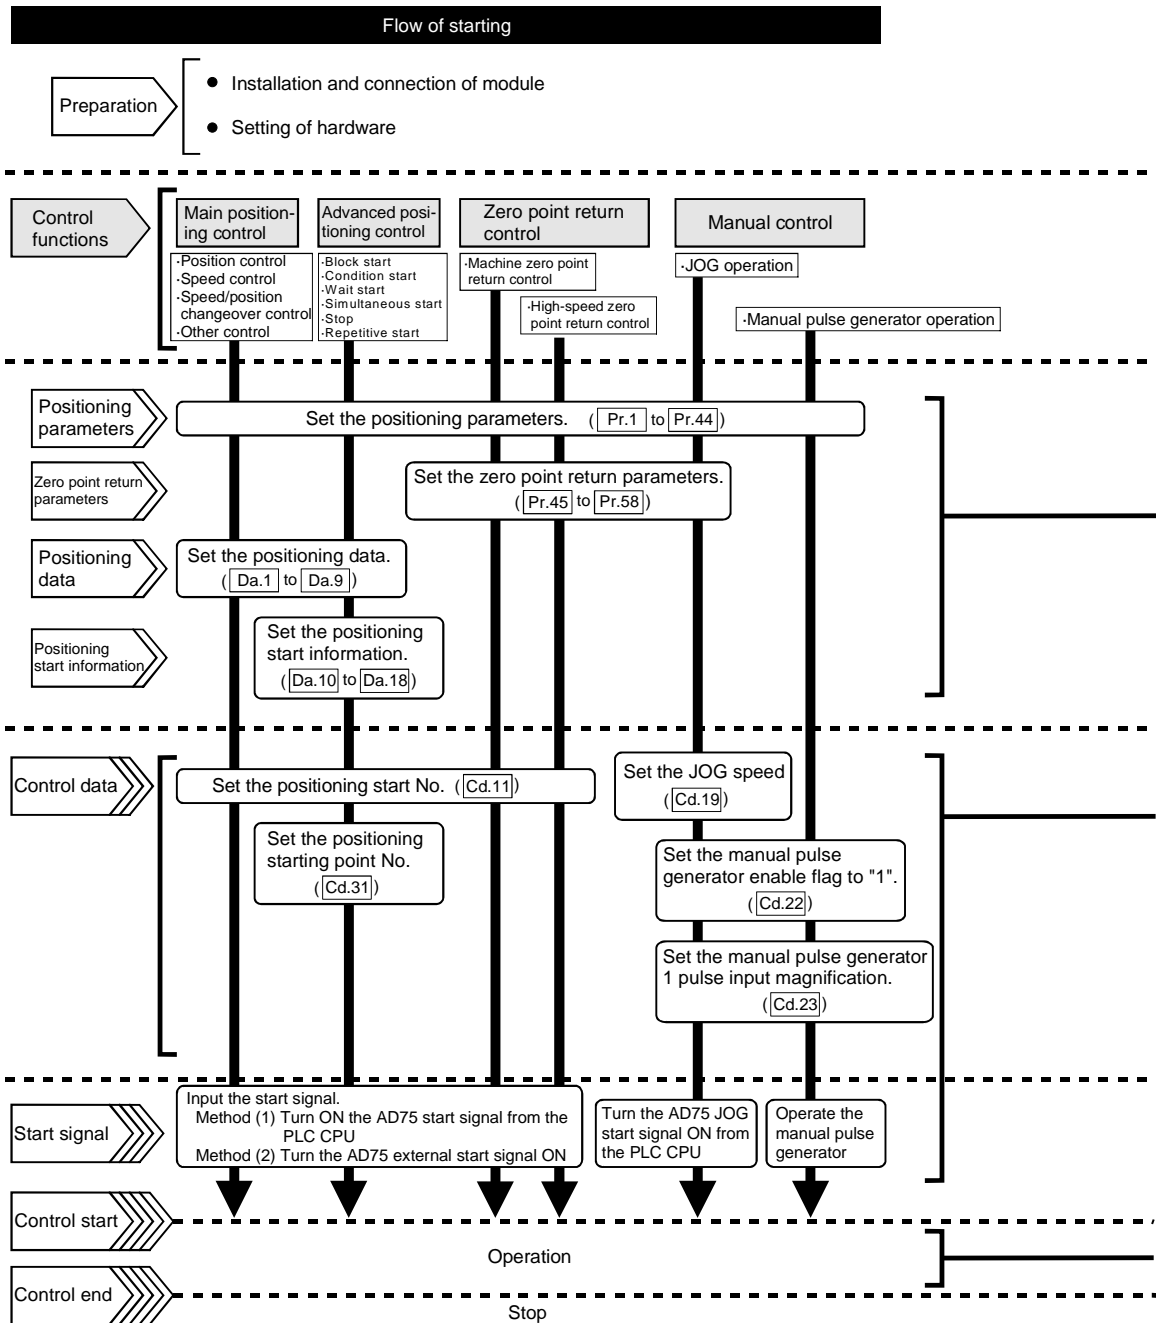 Flow of starting
Preparation
● Installation and connection of module
● Setting of hardware
Control
functions
Main position-
ing control
Advanced posi-
tioning control
Zero point return
control
Manual control
·Position control
·Speed control
·Speed/position
changeover control
·Other control
·Block start
·Condition start
·Wait start
·Simultaneous start
·Stop
·Repetitive start
·Machine zero point
return control
·High-speed zero
point return control
·JOG operation
·Manual pulse generator operation
Positioning
parameters
Set the positioning parameters. ( Pr.1 to Pr.44 )
Zero point return
parameters
Set the zero point return parameters.
( Pr.45 to Pr.58 )
Positioning
data
Set the positioning data.
( Da.1 to Da.9 )
Positioning
start information
Set the positioning
start information.
( Da.10 to Da.18 )
Control data
Set the positioning start No. ( Cd.11 )
Set the JOG speed
( Cd.19 )
Set the positioning
starting point No.
( Cd.31 )
Set the manual pulse
generator enable flag to "1".
( Cd.22 )
Set the manual pulse generator
1 pulse input magnification.
( Cd.23 )
Start signal
Input the start signal.
Method (1) Turn ON the AD75 start signal from the
PLC CPU
Method (2) Turn the AD75 external start signal ON
Turn the AD75 JOG
start signal ON from
the PLC CPU
Operate the
manual pulse
generator
Control start
Operation
Control end
Stop